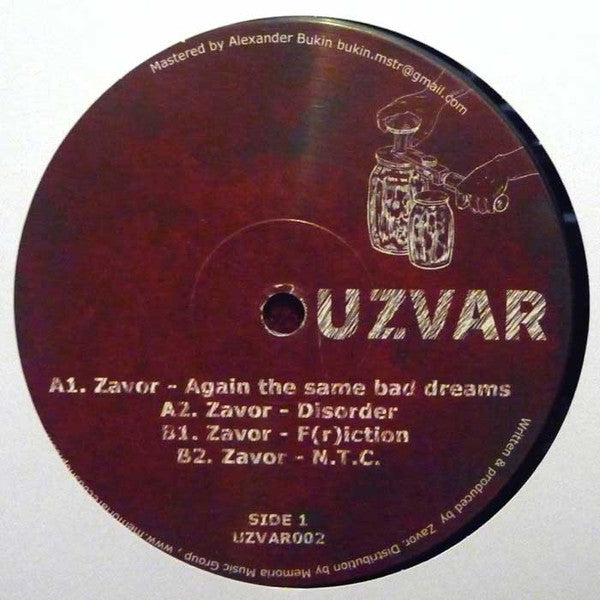 Mastered by Alexander Bukin bukin.mstr@gmail.com
UZVAR
A1. Zavor - Again the same bad dreams
A2. Zavor - Disorder
B1. Zavor - F(r)iction
B2. Zavor - N.T.C.
SIDE 1
UZVAR002
Written & produced by Zavor. Distribution by Memoria Music Group,